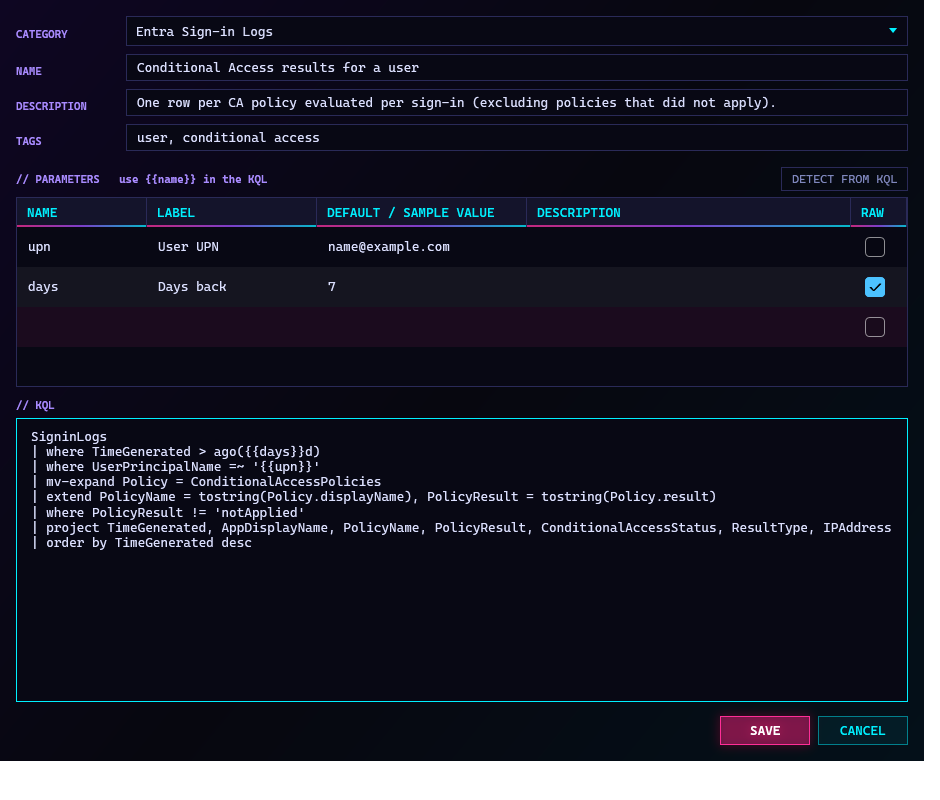 CATEGORY Entra Sign-in Logs
NAME Conditional Access results for a user
DESCRIPTION One row per CA policy evaluated per sign-in (excluding policies that did not apply).
TAGS user, conditional access
// PARAMETERS use {{name}} in the KQL DETECT FROM KQL
NAME LABEL DEFAULT / SAMPLE VALUE DESCRIPTION RAW
upn User UPN name@example.com
days Days back 7
// KQL
SigninLogs
| where TimeGenerated > ago({{days}}d)
| where UserPrincipalName =~ '{{upn}}'
| mv-expand Policy = ConditionalAccessPolicies
| extend PolicyName = tostring(Policy.displayName), PolicyResult = tostring(Policy.result)
| where PolicyResult != 'notApplied'
| project TimeGenerated, AppDisplayName, PolicyName, PolicyResult, ConditionalAccessStatus, ResultType, IPAddress
| order by TimeGenerated desc
SAVE CANCEL